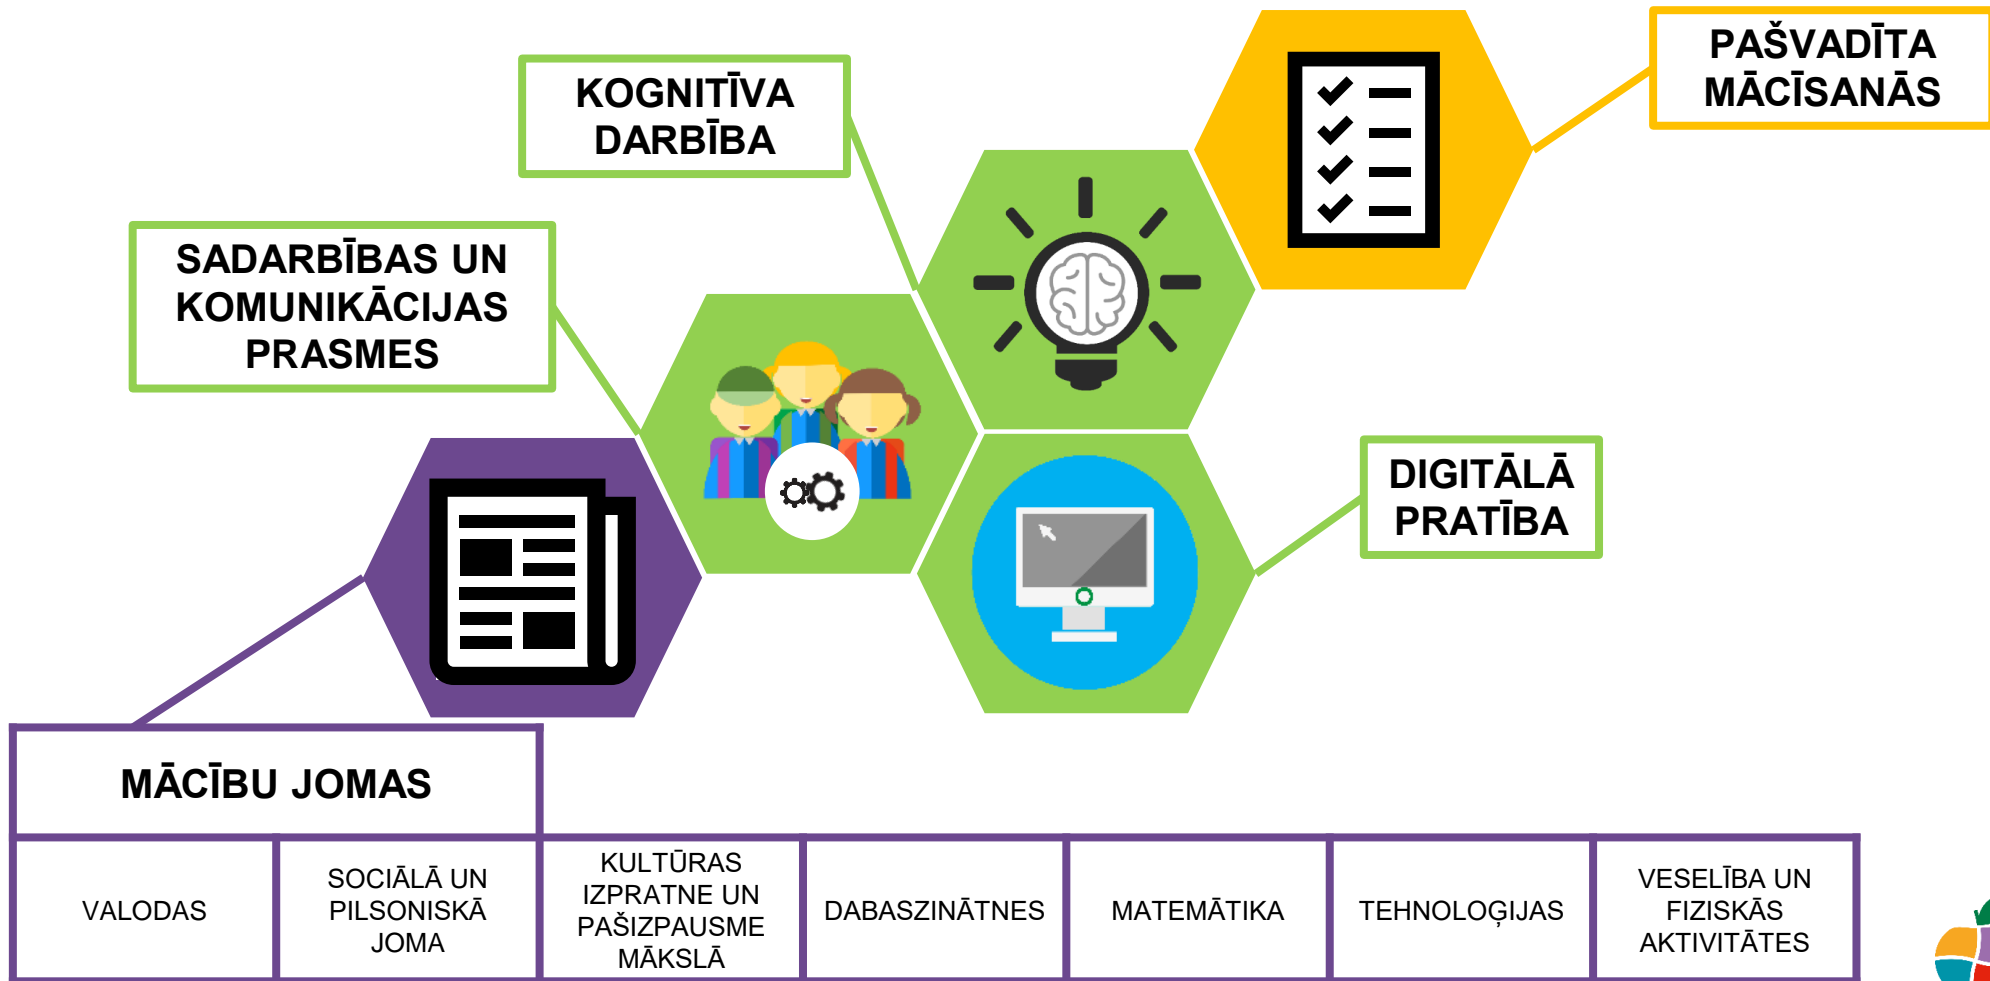 PAŠVADĪTA
MĀCĪSANĀS
KOGNITĪVA
DARBĪBA
SADARBĪBAS UN
KOMUNIKĀCIJAS
PRASMES
DIGITĀLĀ
PRATĪBA
MĀCĪBU JOMAS
VALODAS
SOCIĀLĀ UN
PILSONISKĀ
JOMA
KULTŪRAS
IZPRATNE UN
PAŠIZPAUSME
MĀKSLĀ
DABASZINĀTNES
MATEMĀTIKA
TEHNOLOĢIJAS
VESELĪBA UN
FIZISKĀS
AKTIVITĀTES